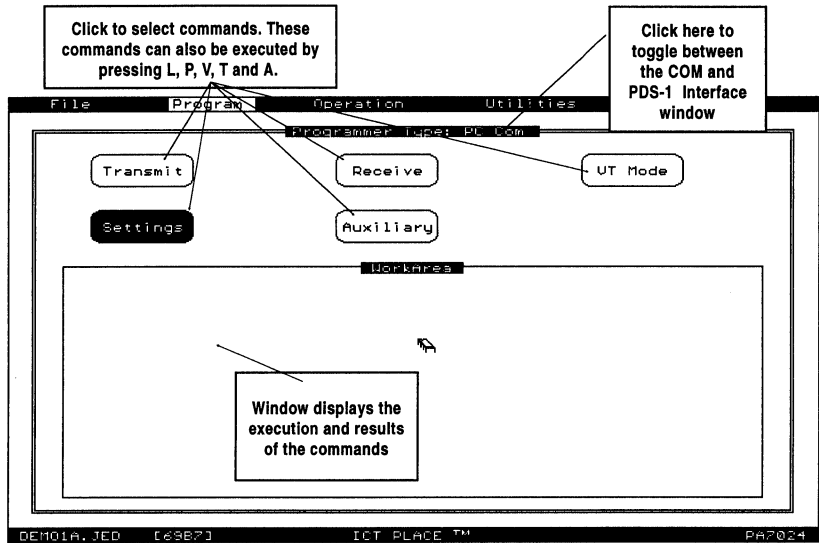 Click to select commands. These
commands can also be executed by
pressing L, P, V, T and A.
Click here to
toggle between
the COM and
PDS-1 Interface
window
File Program Operation Utilities
Programmer Type: PC Com
Transmit Receive VT Mode
Settings Auxiliary
WorkArea
Window displays the
execution and results
of the commands
DEMO1A.JED [69B7] ICT PLACE ™ PA7024